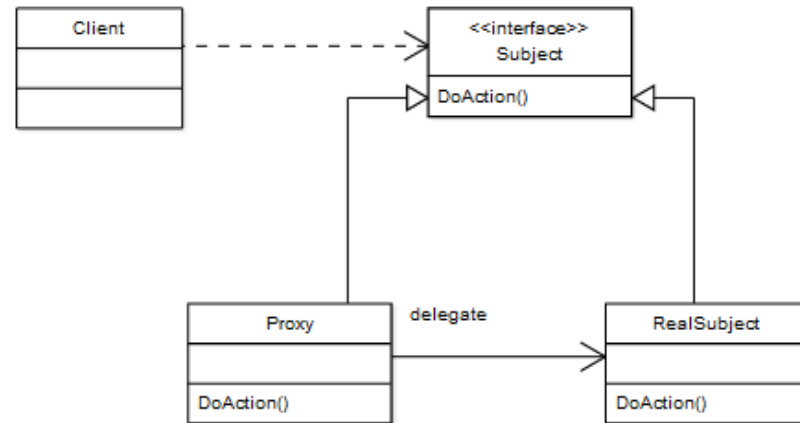 Client
<<interface>>
Subject
DoAction()
Proxy
delegate
RealSubject
DoAction()
DoAction()